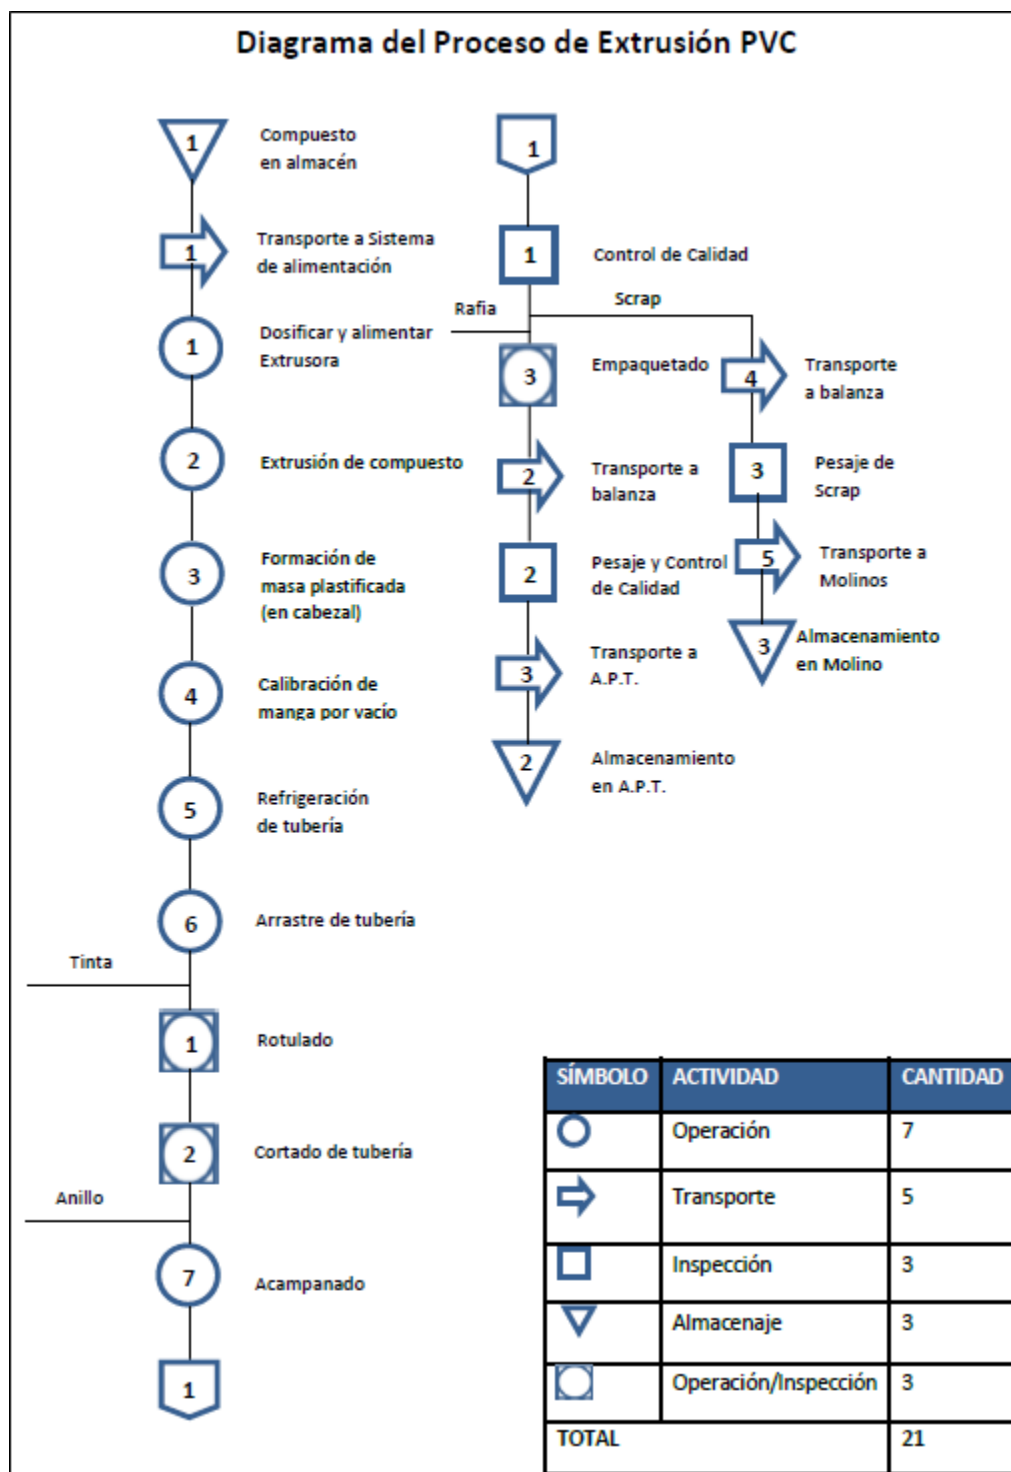 Diagrama del Proceso de Extrusión PVC
1
Compuesto
en almacén
1
Transporte a Sistema
de alimentación
1
Dosificar y alimentar
Extrusora
2
Extrusión de compuesto
3
Formación de
masa plastificada
(en cabezal)
4
Calibración de
manga por vacío
5
Refrigeración
de tubería
6
Arrastre de tubería
Tinta
1
Rotulado
2
Cortado de tubería
Anillo
7
Acampanado
1
1
1
Control de Calidad
Rafia
Scrap
3
Empaquetado
2
Transporte a
balanza
2
Pesaje y Control
de Calidad
3
Transporte a
A.P.T.
2
Almacenamiento
en A.P.T.
4
Transporte
a balanza
3
Pesaje de
Scrap
5
Transporte a
Molinos
3
Almacenamiento
en Molino
SÍMBOLO ACTIVIDAD CANTIDAD
Operación 7
Transporte 5
Inspección 3
Almacenaje 3
Operación/Inspección 3
TOTAL 21